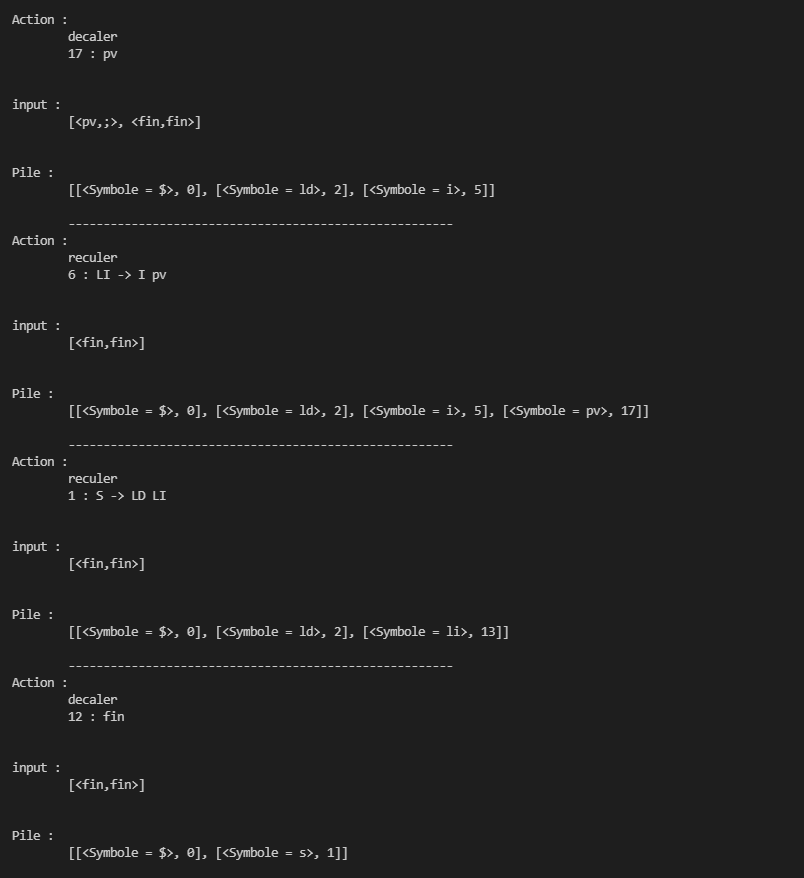 Action :
decaler
17 : pv
input :
[<pv,;>, <fin,fin>]
Pile :
[[<Symbole = $>, 0], [<Symbole = ld>, 2], [<Symbole = i>, 5]]
-------------------------------------------------------
Action :
reculer
6 : LI -> I pv
input :
[<fin,fin>]
Pile :
[[<Symbole = $>, 0], [<Symbole = ld>, 2], [<Symbole = i>, 5], [<Symbole = pv>, 17]]
-------------------------------------------------------
Action :
reculer
1 : S -> LD LI
input :
[<fin,fin>]
Pile :
[[<Symbole = $>, 0], [<Symbole = ld>, 2], [<Symbole = li>, 13]]
-------------------------------------------------------
Action :
decaler
12 : fin
input :
[<fin,fin>]
Pile :
[[<Symbole = $>, 0], [<Symbole = s>, 1]]